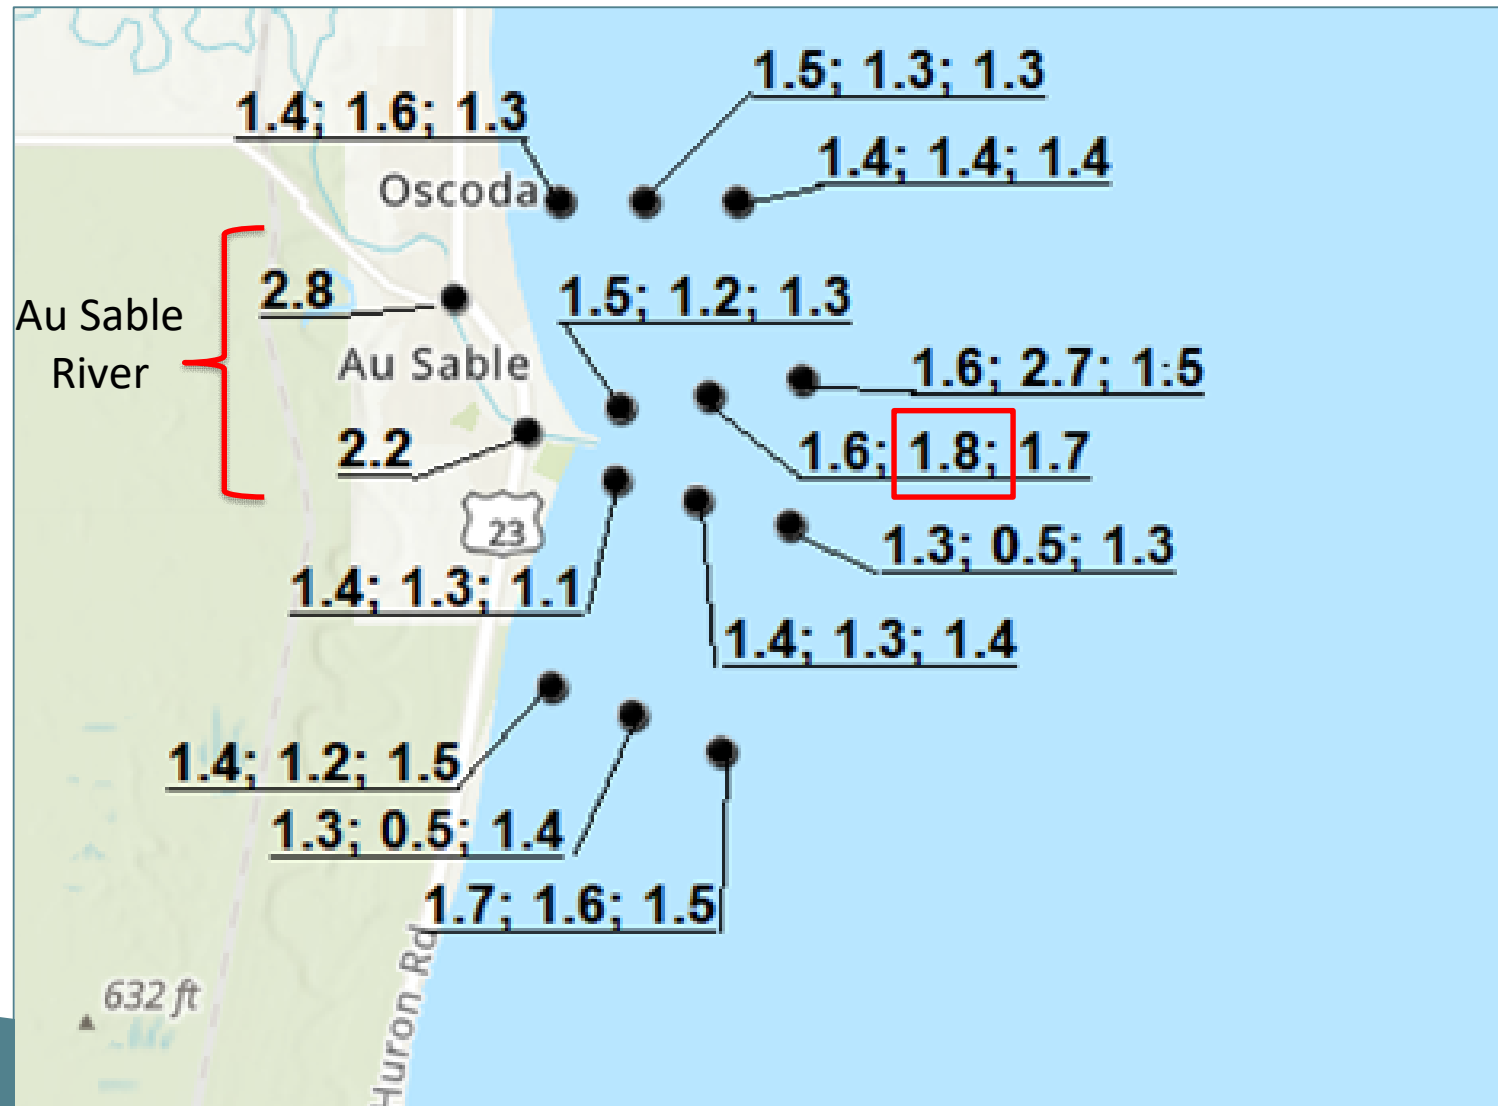 1.5; 1.3; 1.3
1.4; 1.6; 1.3
1.4; 1.4; 1.4
Oscoda
2.8
1.5; 1.2; 1.3
Au Sable
River
Au Sable
1.6; 2.7; 1.5
2.2
1.6; 1.8; 1.7
23
1.3; 0.5; 1.3
1.4; 1.3; 1.1
1.4; 1.3; 1.4
1.4; 1.2; 1.5
1.3; 0.5; 1.4
1.7; 1.6; 1.5
632 ft
Huron Rd